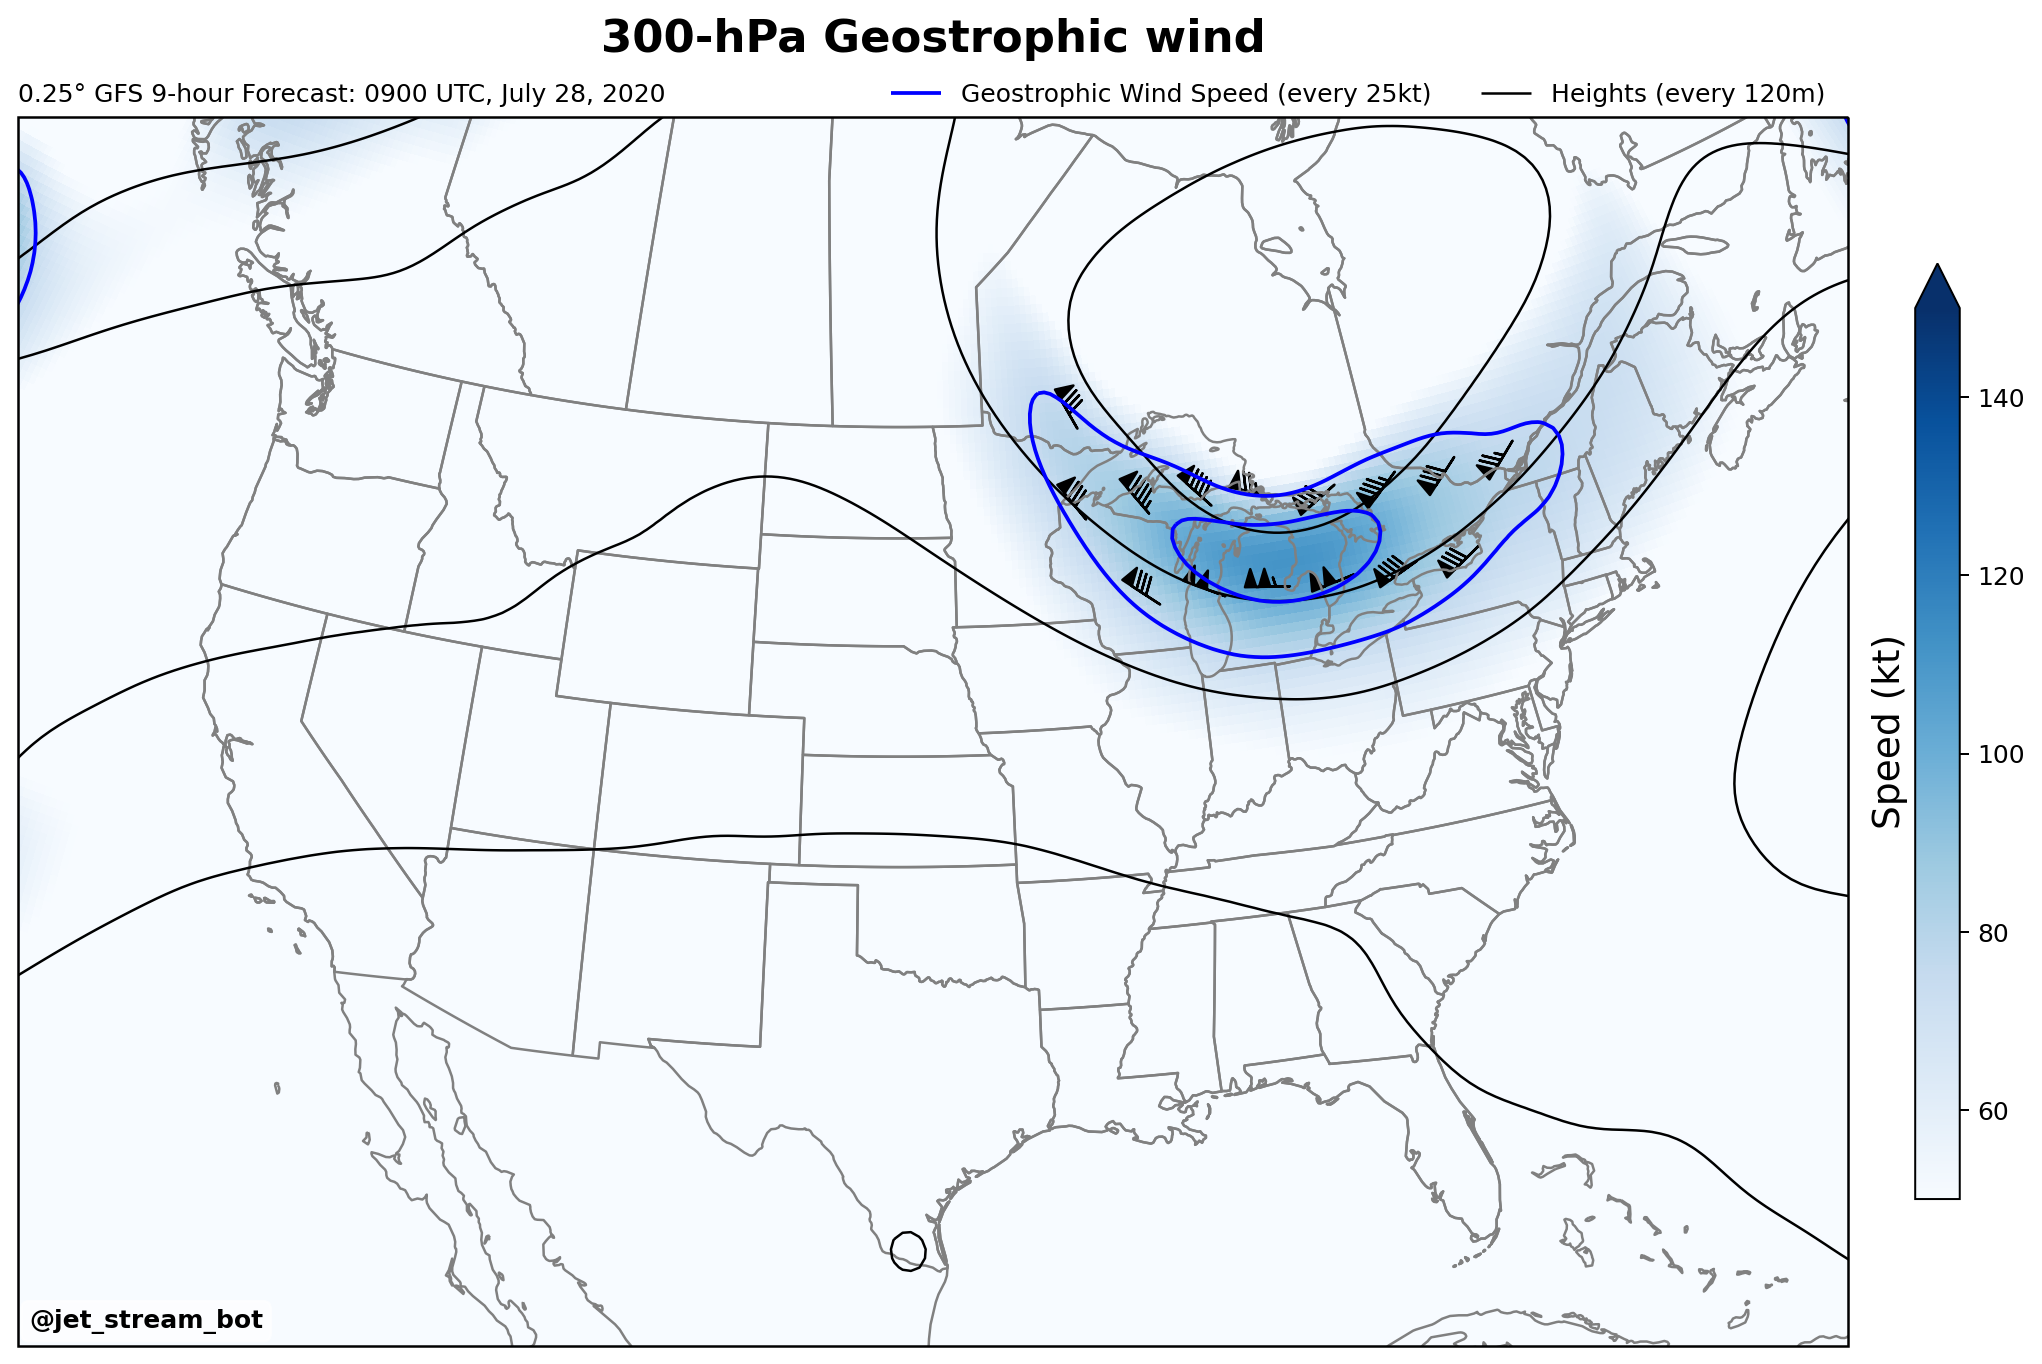 300-hPa Geostrophic wind
0.25° GFS 9-hour Forecast: 0900 UTC, July 28, 2020
Geostrophic Wind Speed (every 25kt)
Heights (every 120m)
140
120
100
80
60
Speed (kt)
@jet_stream_bot